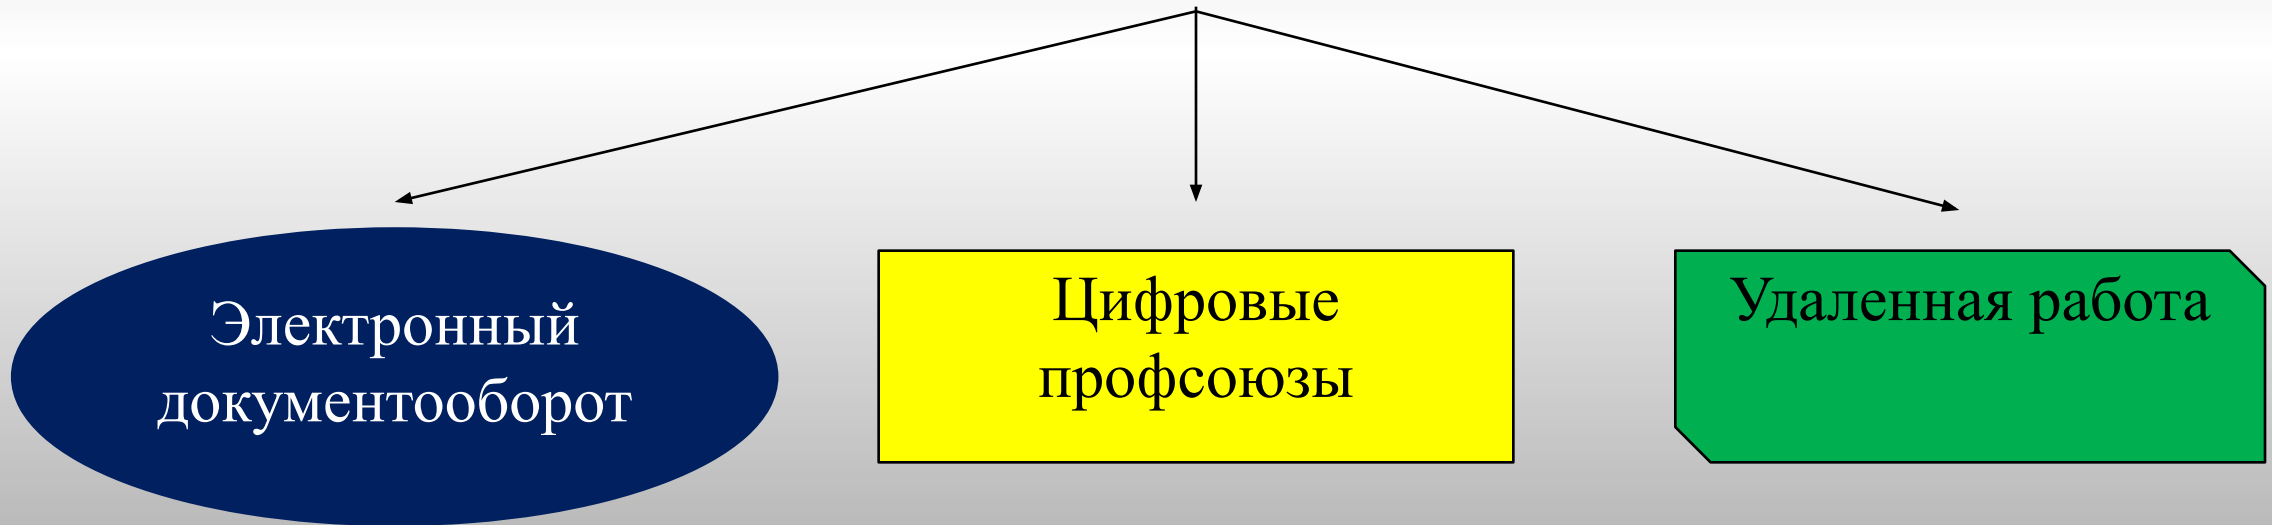 Электронный
документооборот
Цифровые
профсоюзы
Удаленная работа